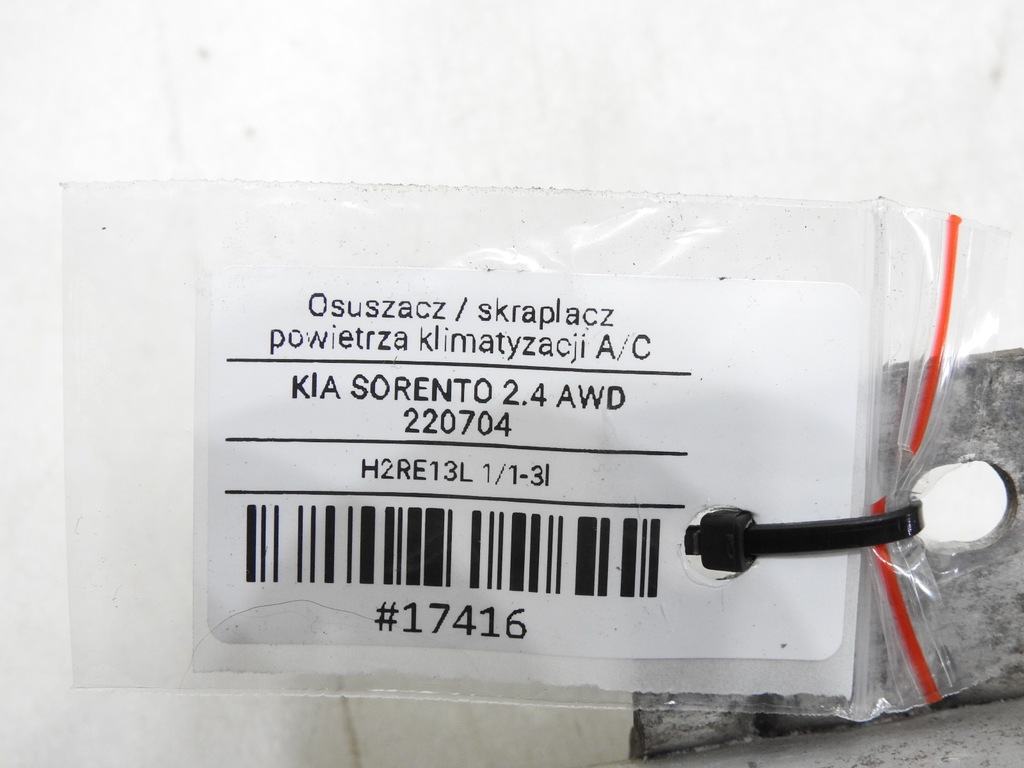 Osuszacz / skraplacz
powietrza klimatyzacji A/C
KIA SORENTO 2.4 AWD
220704
H2RE13L 1/1-3l
#17416